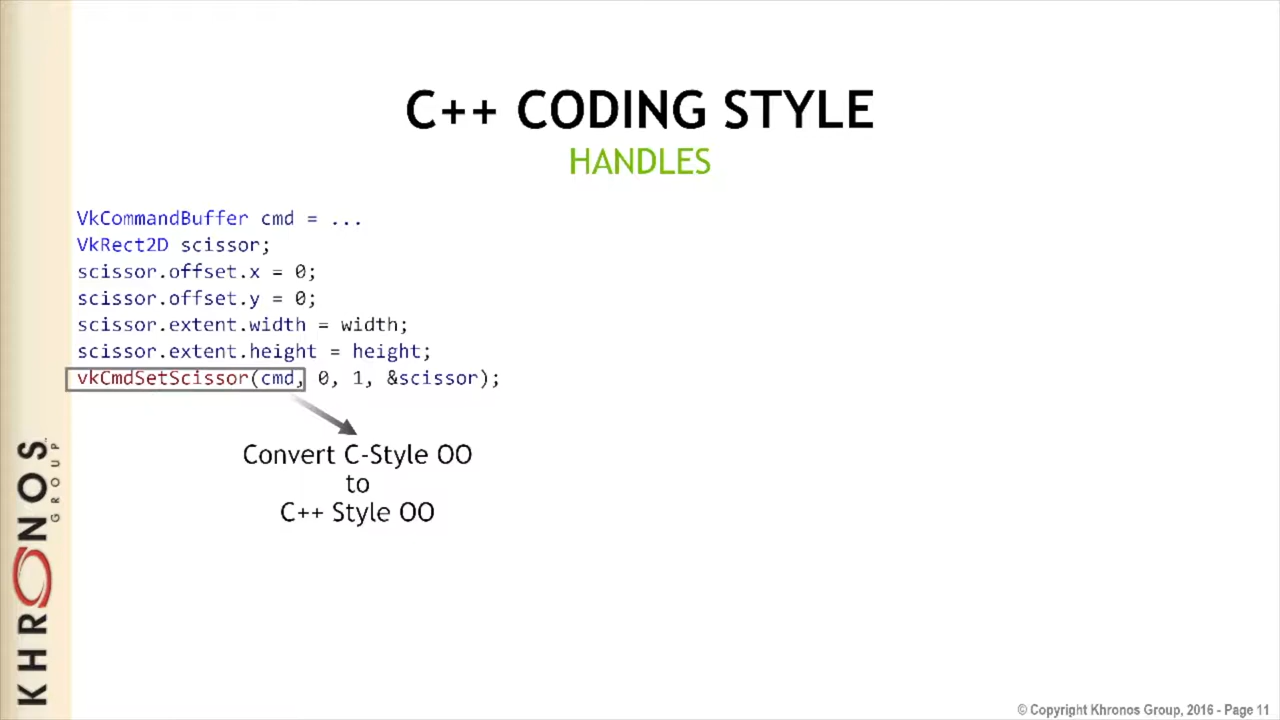 C++ CODING STYLE
HANDLES
VkCommandBuffer cmd = ...
VkRect2D scissor;
scissor.offset.x = 0;
scissor.offset.y = 0;
scissor.extent.width = width;
scissor.extent.height = height;
vkCmdSetScissor(cmd, 0, 1, &scissor);
Convert C-Style OO
to
C++ Style OO
KHRONOS
GROUP
© Copyright Khronos Group, 2016 - Page 11